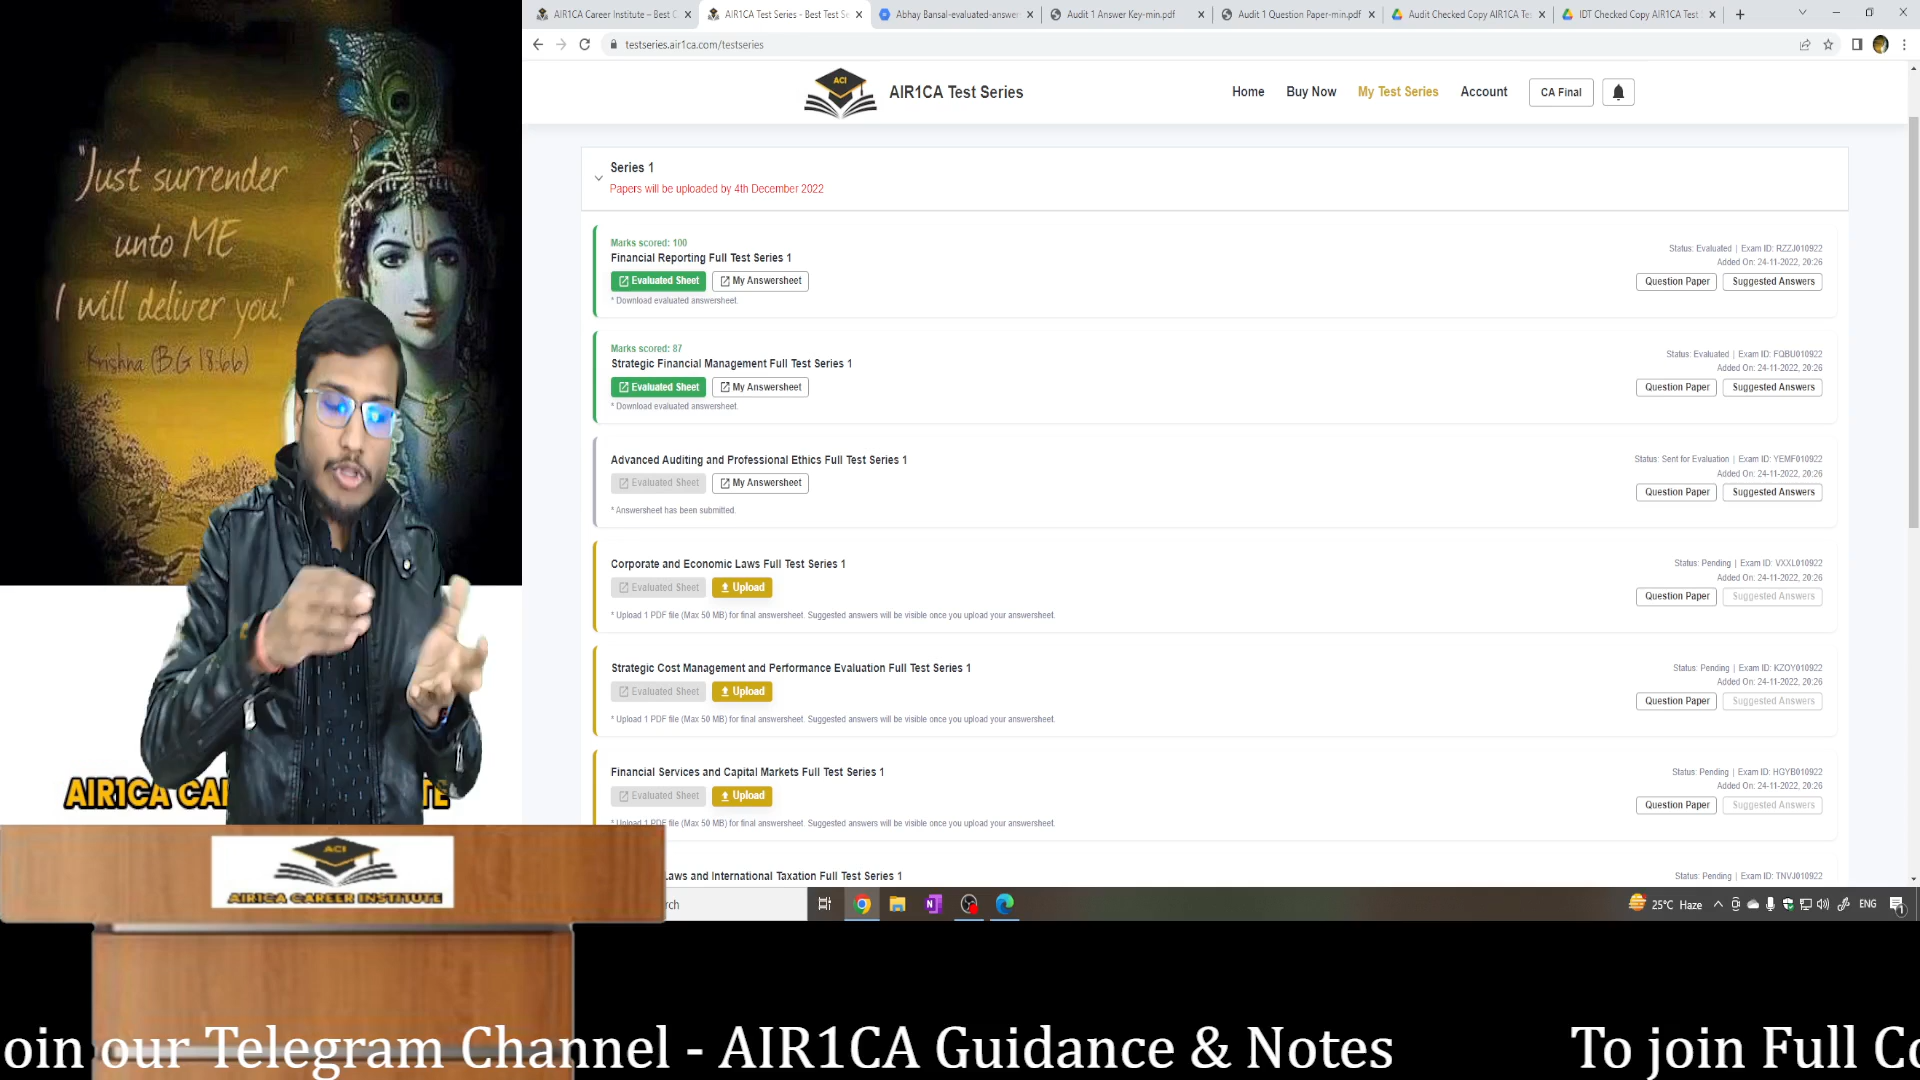 "Just surrender
unto ME
I will deliver you!"
- Krishna (B.G 18.66)
AIR1CA Career Institute – Best C
AIR1CA Test Series - Best Test Se
Abhay Bansal-evaluated-answer
Audit 1 Answer Key-min.pdf
Audit 1 Question Paper-min.pdf
Audit Checked Copy AIR1CA Te
IDT Checked Copy AIR1CA Test
testseries.air1ca.com/testseries
ACI
AIR1CA Test Series
Home
Buy Now
My Test Series
Account
CA Final
Series 1
Papers will be uploaded by 4th December 2022
Marks scored: 100
Financial Reporting Full Test Series 1
Evaluated Sheet
My Answersheet
* Download evaluated answersheet.
Status: Evaluated | Exam ID: RZZJ010922
Added On: 24-11-2022, 20:26
Question Paper
Suggested Answers
Marks scored: 87
Strategic Financial Management Full Test Series 1
Evaluated Sheet
My Answersheet
* Download evaluated answersheet.
Status: Evaluated | Exam ID: FQBU010922
Added On: 24-11-2022, 20:26
Question Paper
Suggested Answers
Advanced Auditing and Professional Ethics Full Test Series 1
Evaluated Sheet
My Answersheet
* Answersheet has been submitted.
Status: Sent for Evaluation | Exam ID: YEMF010922
Added On: 24-11-2022, 20:26
Question Paper
Suggested Answers
Corporate and Economic Laws Full Test Series 1
Evaluated Sheet
Upload
* Upload 1 PDF file (Max 50 MB) for final answersheet. Suggested answers will be visible once you upload your answersheet.
Status: Pending | Exam ID: VXXL010922
Added On: 24-11-2022, 20:26
Question Paper
Suggested Answers
Strategic Cost Management and Performance Evaluation Full Test Series 1
Evaluated Sheet
Upload
* Upload 1 PDF file (Max 50 MB) for final answersheet. Suggested answers will be visible once you upload your answersheet.
Status: Pending | Exam ID: KZOY010922
Added On: 24-11-2022, 20:26
Question Paper
Suggested Answers
Financial Services and Capital Markets Full Test Series 1
Evaluated Sheet
Upload
* Upload 1 PDF file (Max 50 MB) for final answersheet. Suggested answers will be visible once you upload your answersheet.
Status: Pending | Exam ID: HGYB010922
Added On: 24-11-2022, 20:26
Question Paper
Suggested Answers
Laws and International Taxation Full Test Series 1
Status: Pending | Exam ID: TNVJ010922
AIR1CA CA
TE
ACI
AIR1CA CAREER INSTITUTE
rch
25°C Haze
ENG
1
oin our Telegram Channel - AIR1CA Guidance & Notes
To join Full Co